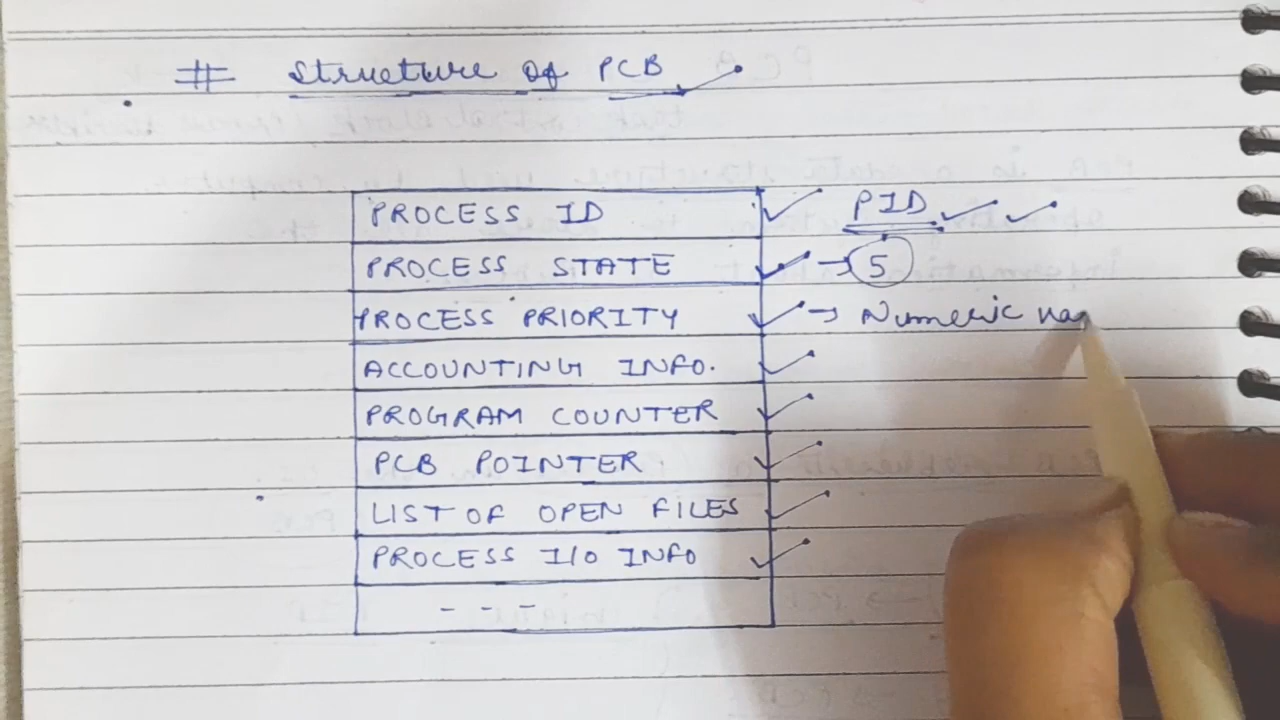 # Structure of PCB
PROCESS ID PID
PROCESS STATE → 5
PROCESS PRIORITY → Numeric
ACCOUNTING INFO.
PROGRAM COUNTER
PCB POINTER
LIST OF OPEN FILES
PROCESS I/O INFO
- - -